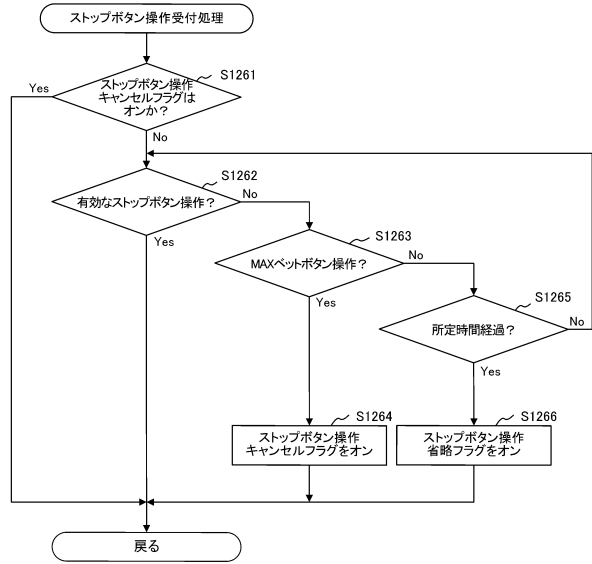 ストップボタン操作受付処理
S1261
Yes
ストップボタン操作
キャンセルフラグは
オンか？
No
S1262
有効なストップボタン操作？
No
Yes
S1263
MAXベットボタン操作？
No
Yes
S1265
所定時間経過？
No
Yes
S1264
ストップボタン操作
キャンセルフラグをオン
S1266
ストップボタン操作
省略フラグをオン
戻る